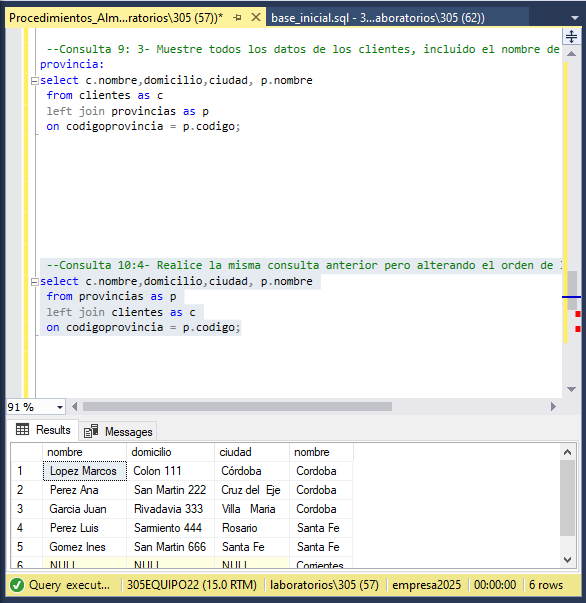 Procedimientos_Alm...ratorios\305 (57))*
base_inicial.sql - 3...aboratorios\305 (62))
--Consulta 9: 3- Muestre todos los datos de los clientes, incluido el nombre de
provincia:
select c.nombre,domicilio,ciudad, p.nombre
from clientes as c
left join provincias as p
on codigoprovincia = p.codigo;
--Consulta 10:4- Realice la misma consulta anterior pero alterando el orden de
select c.nombre,domicilio,ciudad, p.nombre
from provincias as p
left join clientes as c
on codigoprovincia = p.codigo;
91 %
Results Messages
nombre domicilio ciudad nombre
1 Lopez Marcos Colon 111 Córdoba Cordoba
2 Perez Ana San Martin 222 Cruz del Eje Cordoba
3 Garcia Juan Rivadavia 333 Villa Maria Cordoba
4 Perez Luis Sarmiento 444 Rosario Santa Fe
5 Gomez Ines San Martin 666 Santa Fe Santa Fe
6 NULL NULL NULL Corrientes
Query execut... 305EQUIPO22 (15.0 RTM) laboratorios\305 (57) empresa2025 00:00:00 6 rows